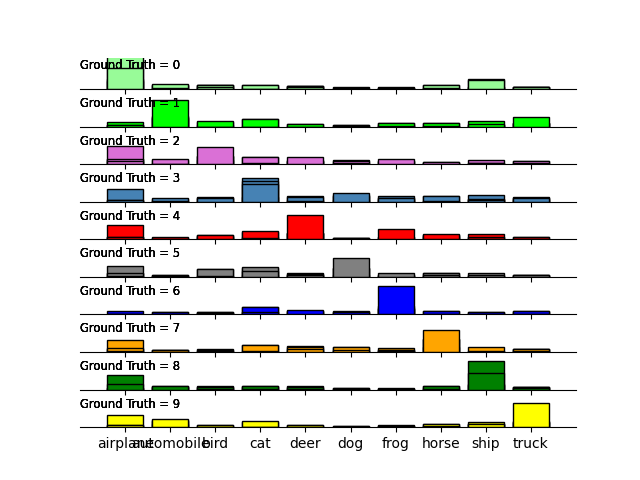 Ground Truth = 0
Ground Truth = 1
Ground Truth = 2
Ground Truth = 3
Ground Truth = 4
Ground Truth = 5
Ground Truth = 6
Ground Truth = 7
Ground Truth = 8
Ground Truth = 9
airplane automobile bird cat deer dog frog horse ship truck